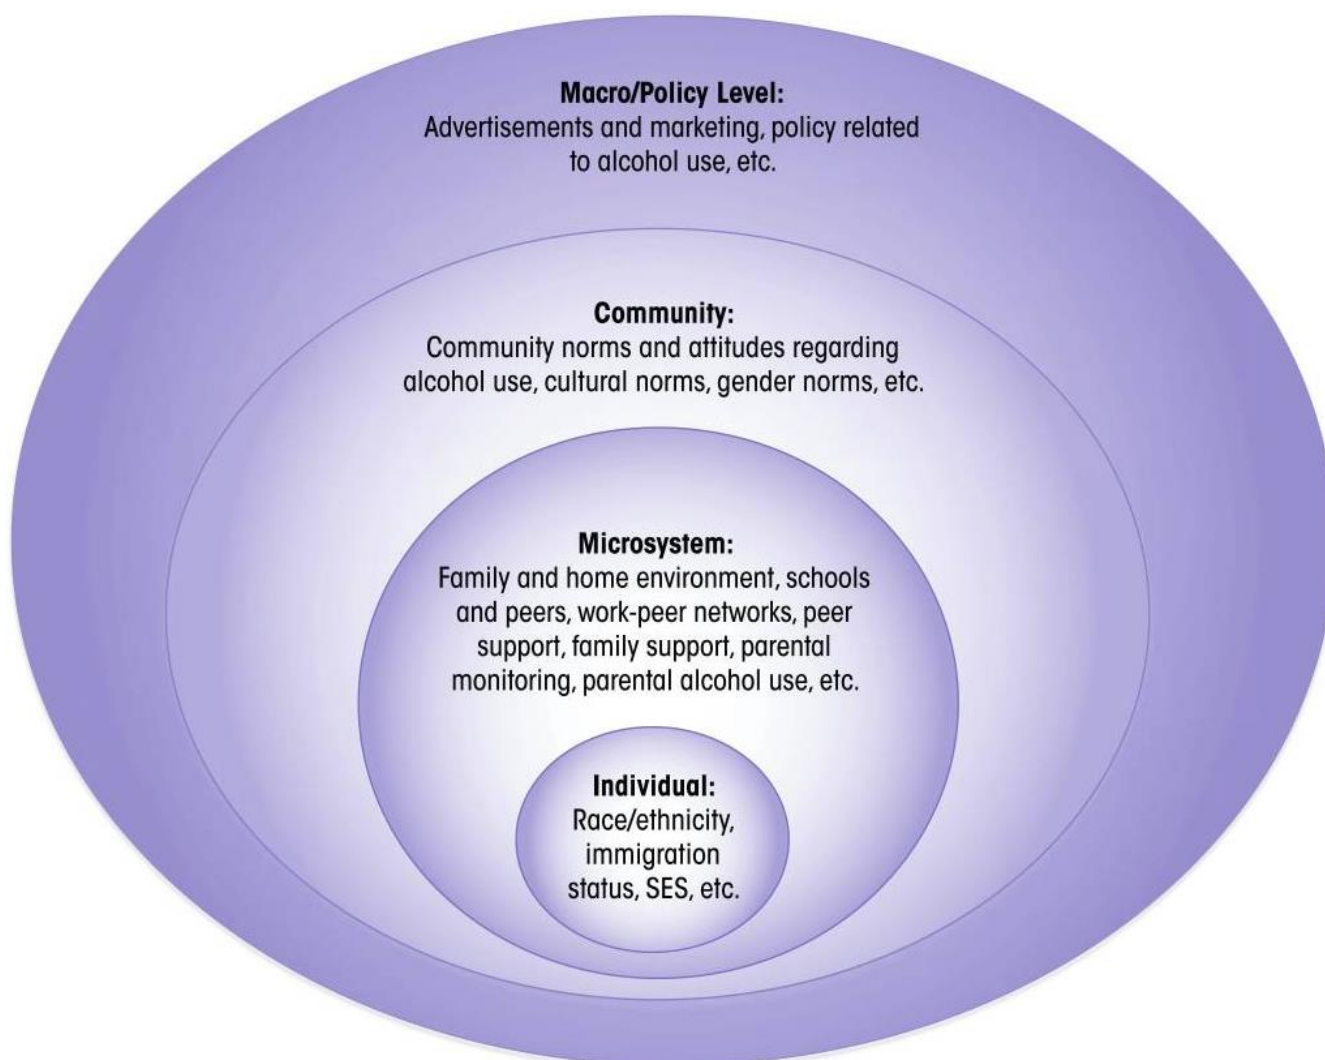 Macro/Policy Level:
Advertisements and marketing, policy related
to alcohol use, etc.
Community:
Community norms and attitudes regarding
alcohol use, cultural norms, gender norms, etc.
Microsystem:
Family and home environment, schools
and peers, work-peer networks, peer
support, family support, parental
monitoring, parental alcohol use, etc.
Individual:
Race/ethnicity,
immigration
status, SES, etc.